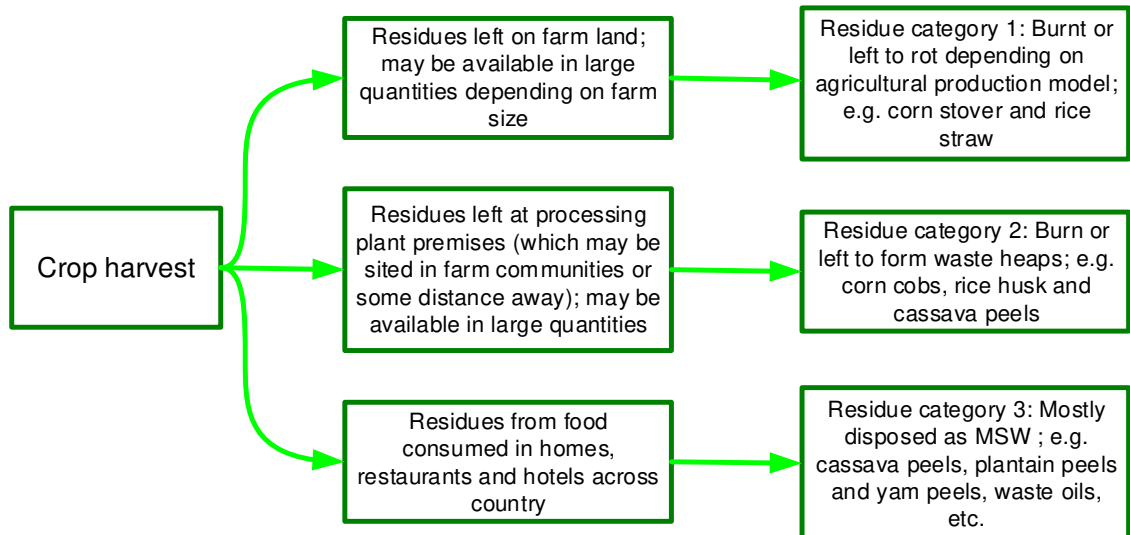 Crop harvest
Residues left on farm land;
may be available in large
quantities depending on farm
size
Residue category 1: Burnt or
left to rot depending on
agricultural production model;
e.g. corn stover and rice
straw
Residues left at processing
plant premises (which may be
sited in farm communities or
some distance away); may be
available in large quantities
Residue category 2: Burn or
left to form waste heaps; e.g.
corn cobs, rice husk and
cassava peels
Residues from food
consumed in homes,
restaurants and hotels across
country
Residue category 3: Mostly
disposed as MSW ; e.g.
cassava peels, plantain peels
and yam peels, waste oils,
etc.